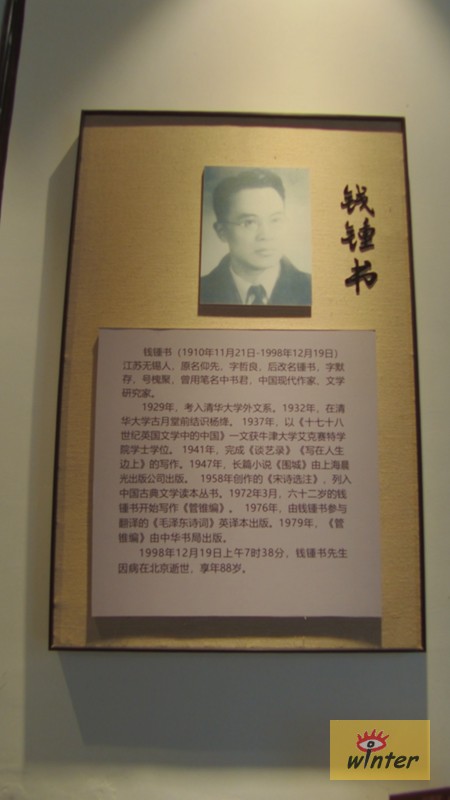 钱锺书
钱锺书（1910年11月21日-1998年12月19日）
江苏无锡人，原名仰先，字哲良，后改名锺书，字默
存，号槐聚，曾用笔名中书君，中国现代作家、文学
研究家。
1929年，考入清华大学外文系。1932年，在清
华大学古月堂前结识杨绛。 1937年，以《十七十八
世纪英国文学中的中国》一文获牛津大学艾克赛特学
院学士学位。 1941年，完成《谈艺录》《写在人生
边上》的写作。1947年，长篇小说《围城》由上海晨
光出版公司出版。 1958年创作的《宋诗选注》，列入
中国古典文学读本丛书。1972年3月，六十二岁的钱
锺书开始写作《管锥编》。 1976年，由钱锺书参与
翻译的《毛泽东诗词》英译本出版。1979年，《管
锥编》由中华书局出版。
1998年12月19日上午7时38分，钱锺书先生
因病在北京逝世，享年88岁。
winter